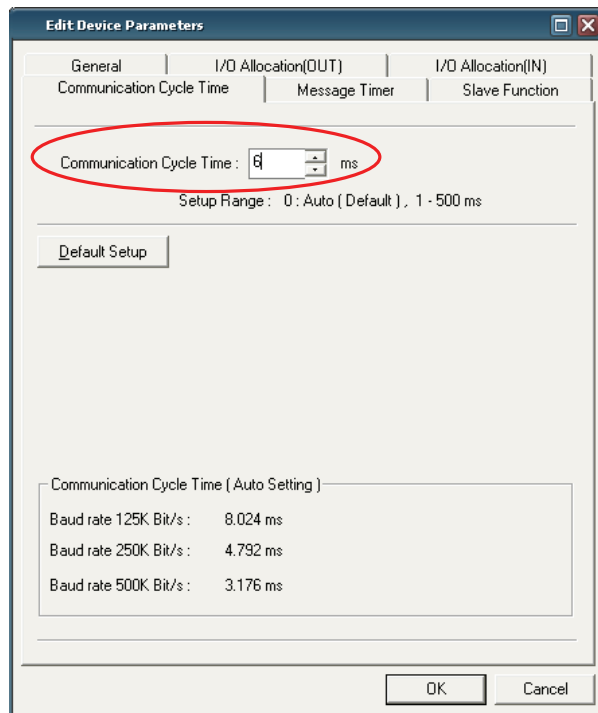 Edit Device Parameters
General I/O Allocation(OUT) I/O Allocation(IN)
Communication Cycle Time Message Timer Slave Function
Communication Cycle Time : 6 ms
Setup Range : 0 : Auto ( Default ) , 1 - 500 ms
Default Setup
Communication Cycle Time ( Auto Setting )
Baud rate 125K Bit/s : 8.024 ms
Baud rate 250K Bit/s : 4.792 ms
Baud rate 500K Bit/s : 3.176 ms
OK Cancel